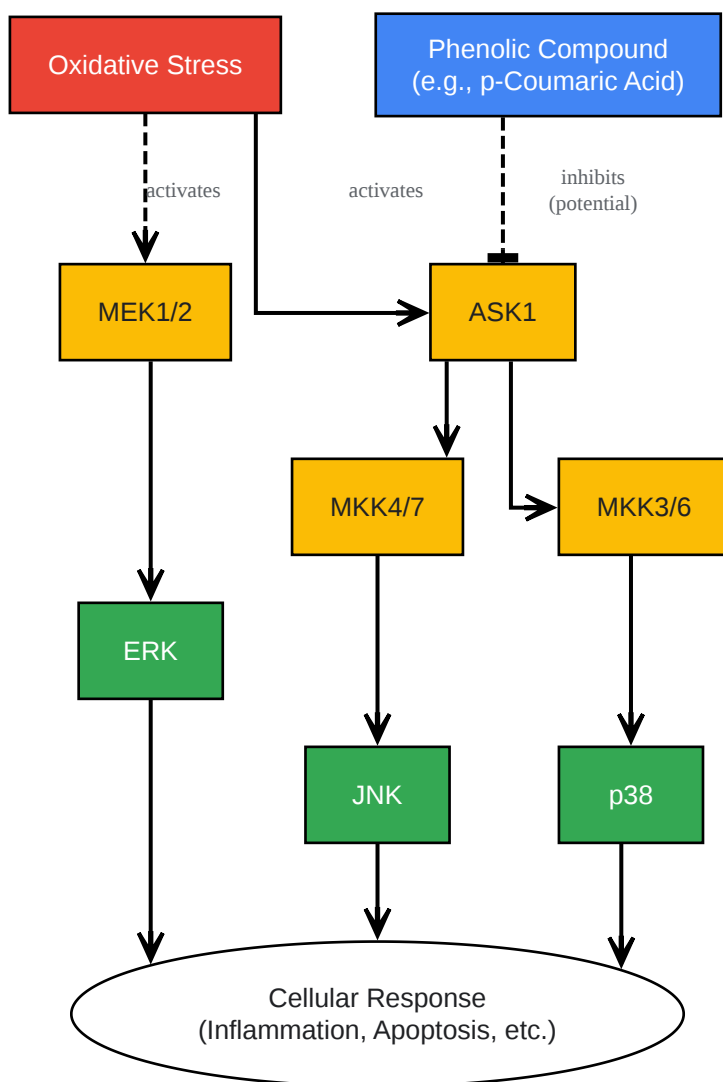 Oxidative Stress
Phenolic Compound
(e.g., p-Coumaric Acid)
activates
activates
inhibits
(potential)
MEK1/2
ASK1
MKK4/7
MKK3/6
ERK
JNK
p38
Cellular Response
(Inflammation, Apoptosis, etc.)